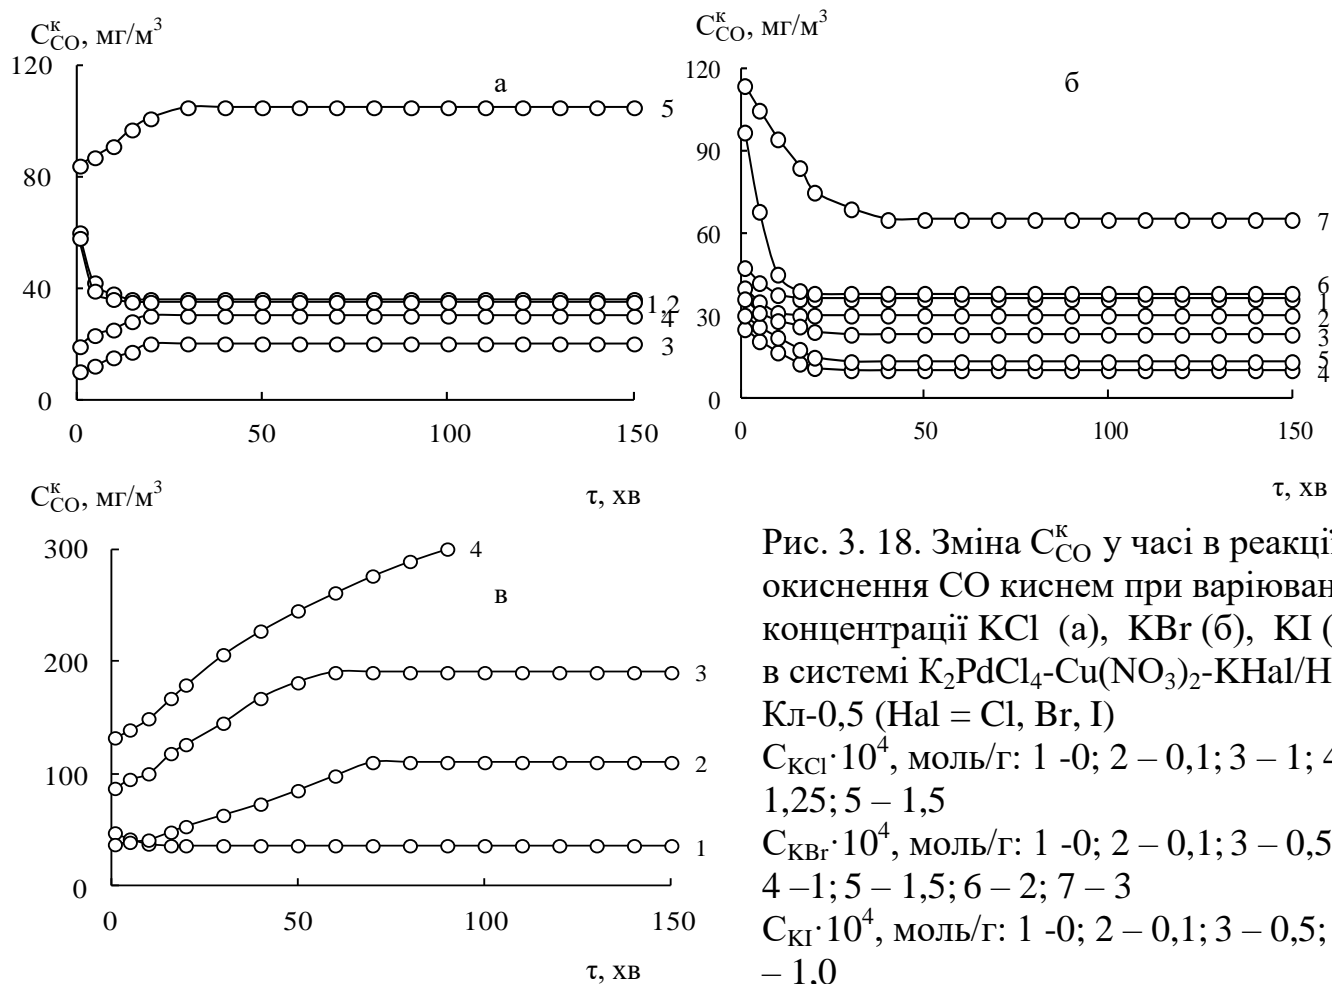 C^к_CO, мг/м³
120
80
40
0
0
50
100
150
а
5
1,2
4
3
τ, хв
C^к_CO, мг/м³
120
90
60
30
0
0
50
100
150
б
7
6
1
2
3
5
4
τ, хв
C^к_CO, мг/м³
300
200
100
0
0
50
100
150
в
4
3
2
1
τ, хв
Рис. 3. 18. Зміна C^к_CO у часі в реакції
окиснення СО киснем при варіюван
концентрації KCl (а), KBr (б), KI (
в системі K₂PdCl₄-Cu(NO₃)₂-KHal/Н
Кл-0,5 (Hal = Cl, Br, I)
C_KCl·10⁴, моль/г: 1 -0; 2 – 0,1; 3 – 1; 4
1,25; 5 – 1,5
C_KBr·10⁴, моль/г: 1 -0; 2 – 0,1; 3 – 0,5
4 –1; 5 – 1,5; 6 – 2; 7 – 3
C_KI·10⁴, моль/г: 1 -0; 2 – 0,1; 3 – 0,5;
– 1,0